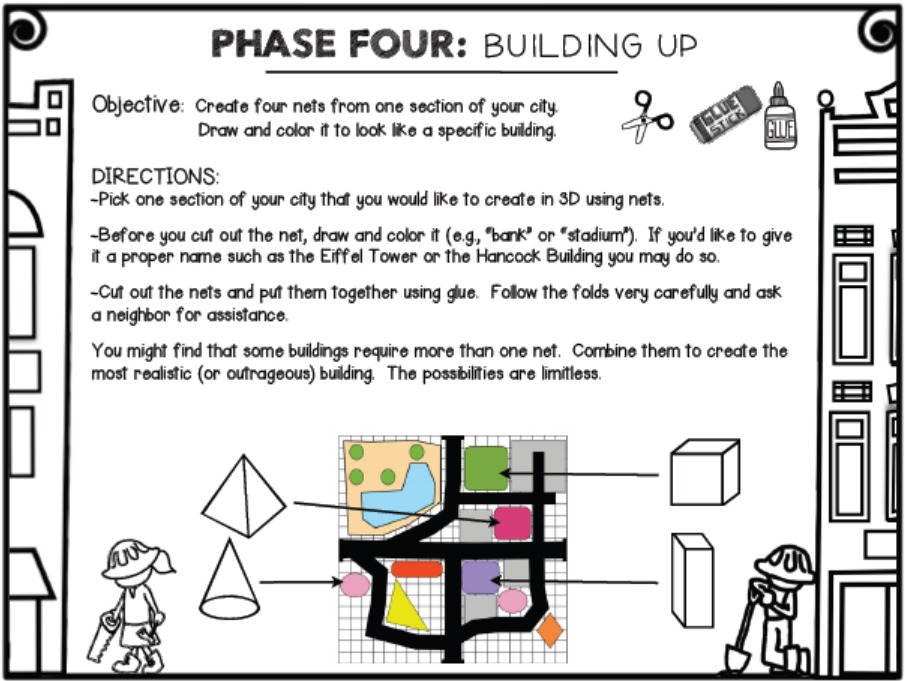 PHASE FOUR: BUILDING UP
Objective: Create four nets from one section of your city.
Draw and color it to look like a specific building.
GLUE STICK
GLUE
DIRECTIONS:
-Pick one section of your city that you would like to create in 3D using nets.
-Before you cut out the net, draw and color it (e.g., "bank" or "stadium"). If you'd like to give
it a proper name such as the Eiffel Tower or the Hancock Building you may do so.
-Cut out the nets and put them together using glue. Follow the folds very carefully and ask
a neighbor for assistance.
You might find that some buildings require more than one net. Combine them to create the
most realistic (or outrageous) building. The possibilities are limitless.